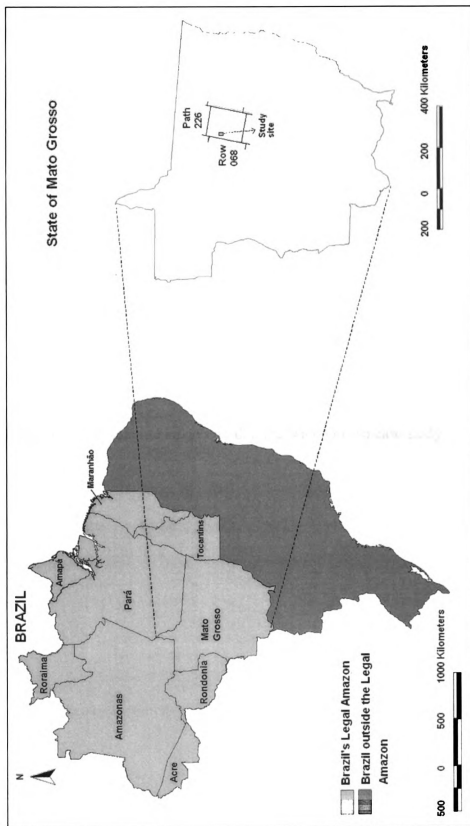 N
BRAZIL
Roraima
Amapa
Maranhão
Amazonas
Pará
Acre
Rondonia
Mato
Grosso
Tocantins
Brazil's Legal Amazon
Brazil outside the Legal
Amazon
500 0 500 1000 Kilometers
State of Mato Grosso
Path
226
Row
068
Study
site
200 0 200 400 Kilometers